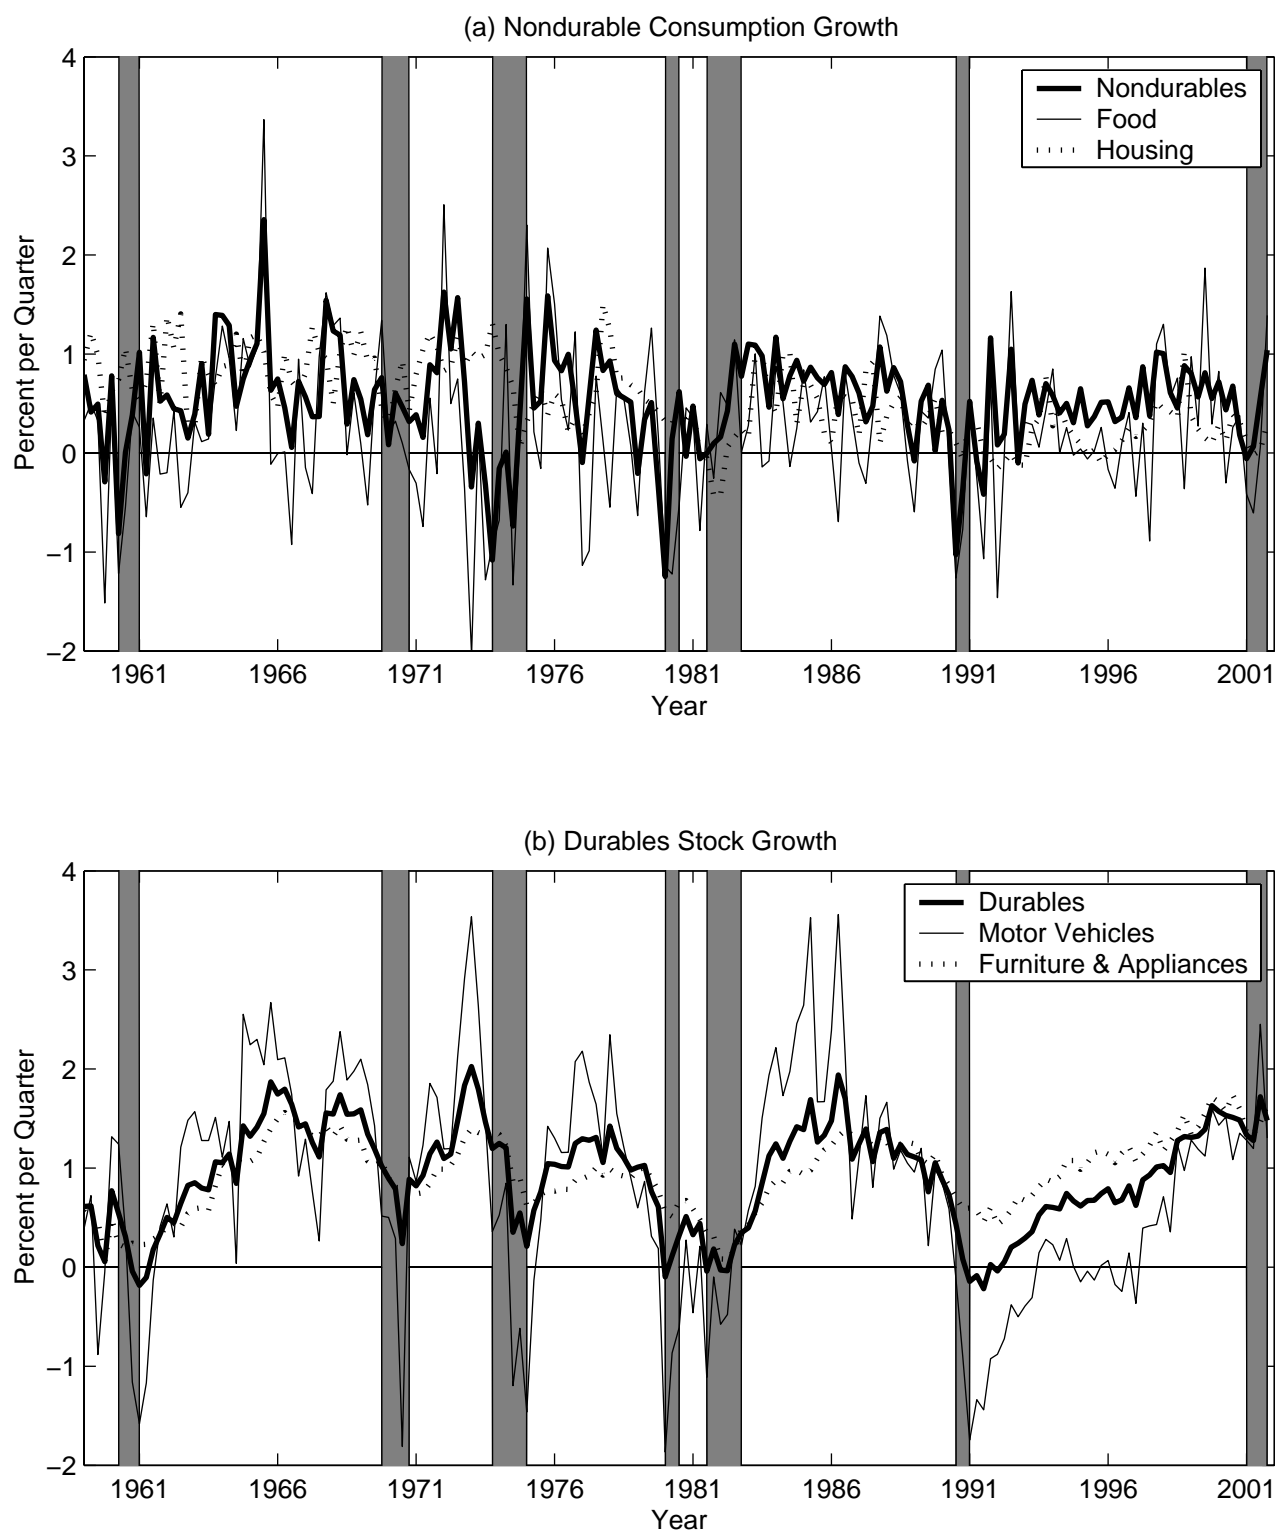 (a) Nondurable Consumption Growth
4
3
2
1
0
−1
−2
Percent per Quarter
Nondurables
Food
Housing
1961 1966 1971 1976 1981 1986 1991 1996 2001
Year
(b) Durables Stock Growth
4
3
2
1
0
−1
−2
Percent per Quarter
Durables
Motor Vehicles
Furniture & Appliances
1961 1966 1971 1976 1981 1986 1991 1996 2001
Year